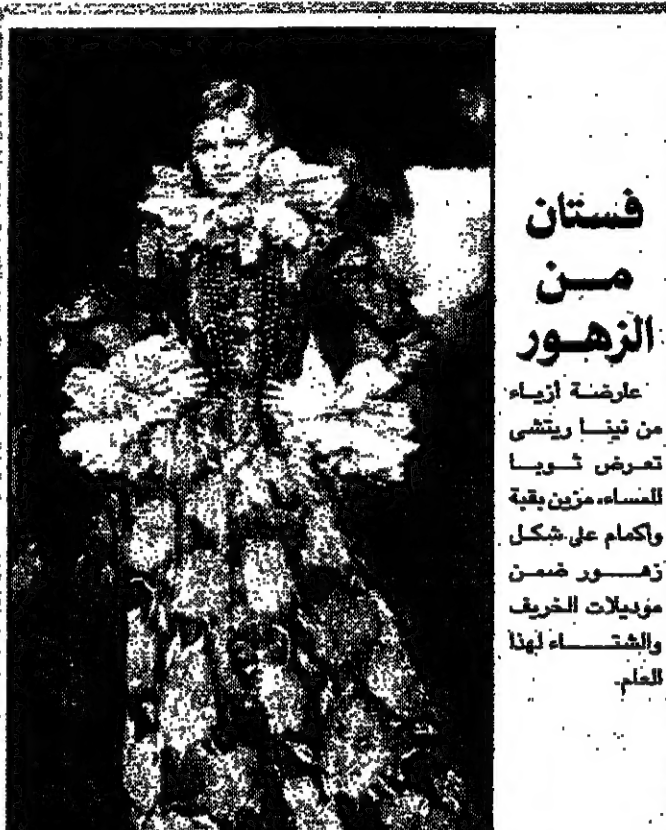 فستان
من
الزهور
عارضة أزياء
من نينا ريتشى
تعرض ثوبا
للمساء، مزين بقبة
واكمام على شكل
زهور ضمن
موديلات الخريف
والشتاء لهذا
العام.